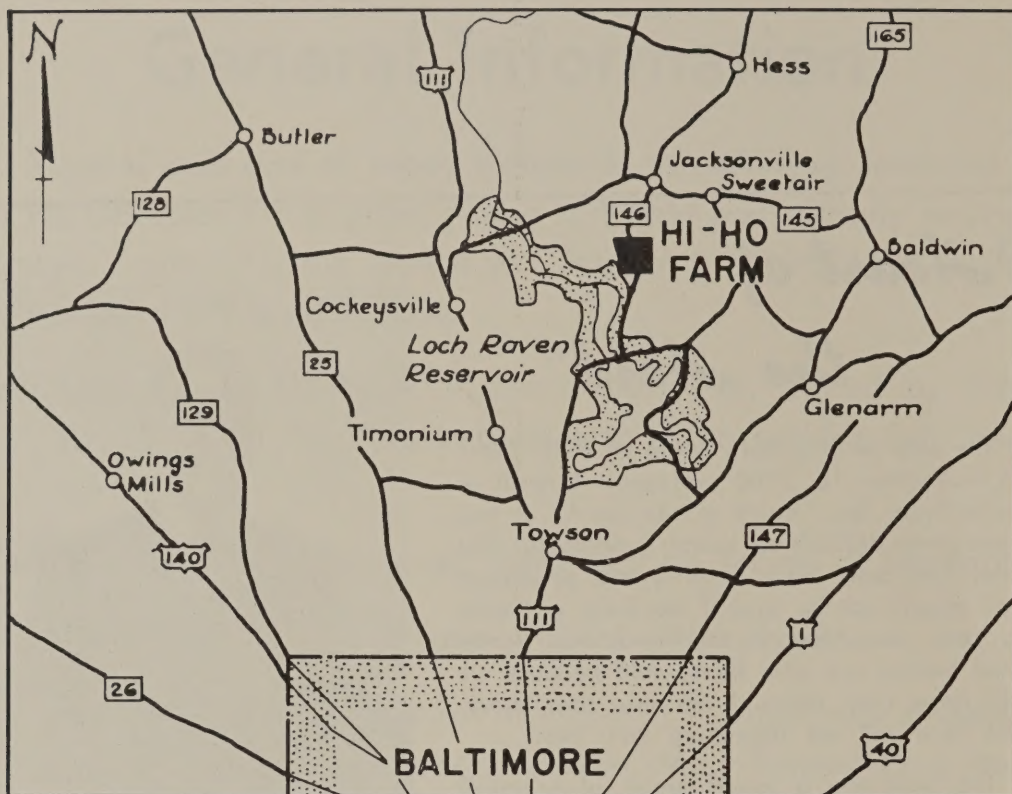 N
111
165
Hess
Butler
Jacksonville
Sweetair
128
146
145
HI-HO
FARM
Baldwin
Cockeysville
Loch Raven
Reservoir
25
129
Glenarm
Timonium
Owings
Mills
Towson
147
140
111
1
26
40
BALTIMORE